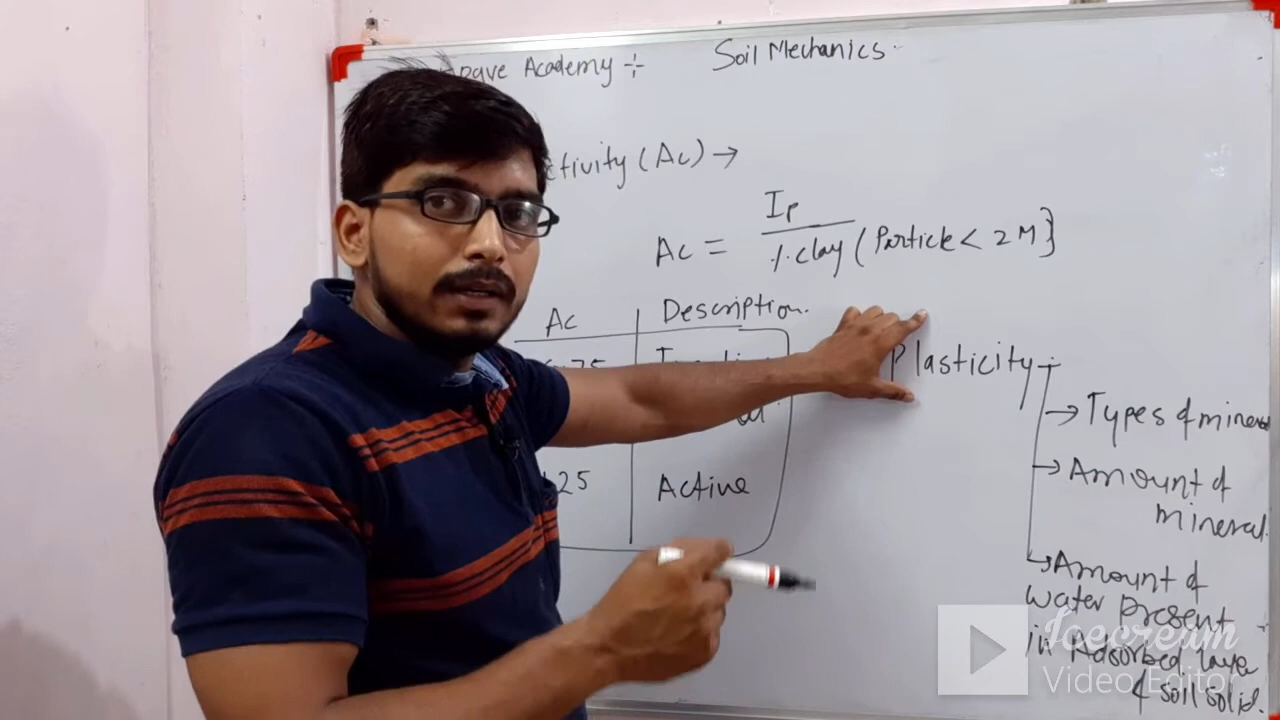 Academy ÷ Soil Mechanics.
ctivity (Ac) →
Ac = Ip / %. clay (Particle < 2 M}
Ac Description.
Active
Plasticity
→ Types of mineral
→ Amount of
mineral.
→ Amount of
water present
in Adsorbed layer
of soil solid.
Icecream
Video Editor